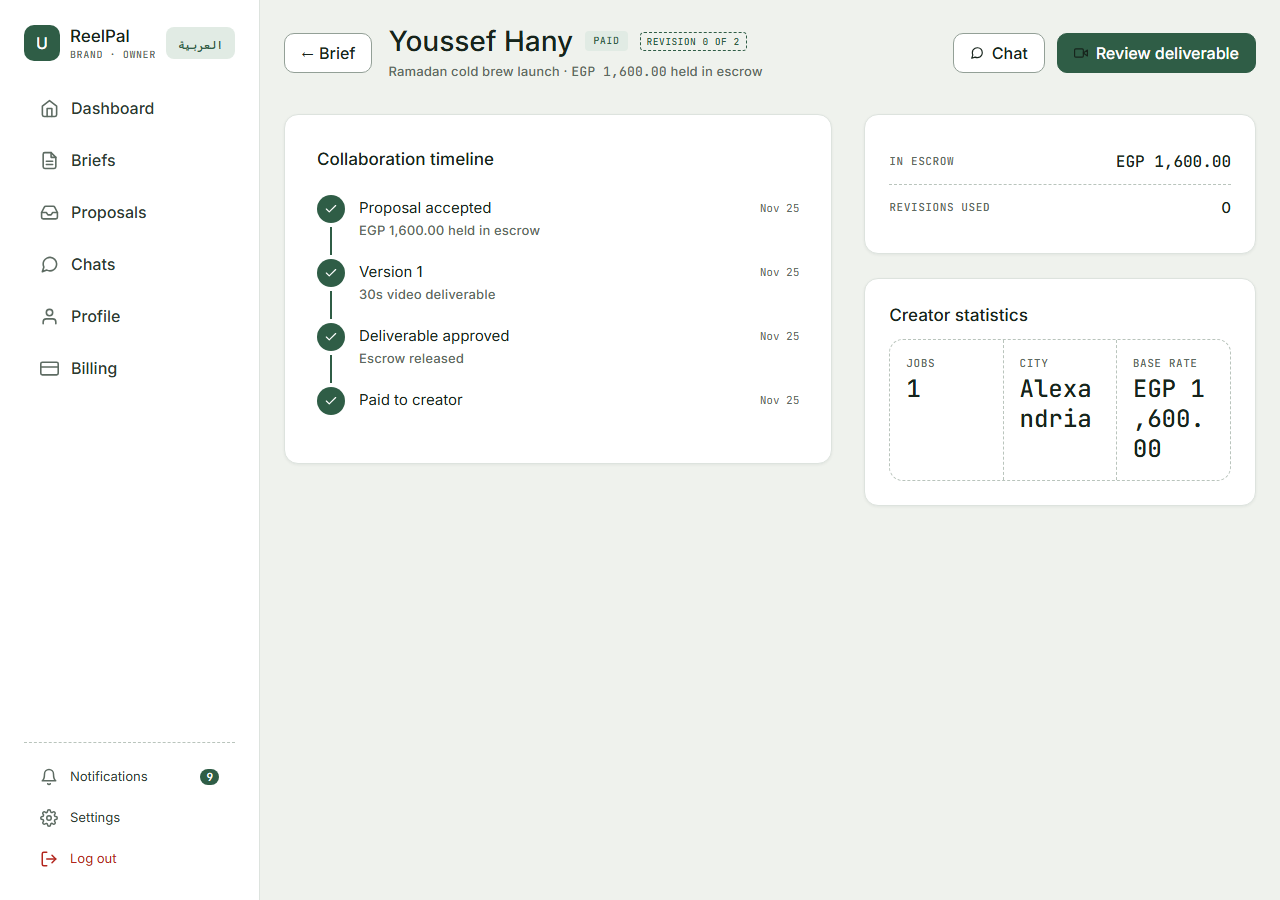 U
ReelPal
BRAND · OWNER
العربية
Dashboard
Briefs
Proposals
Chats
Profile
Billing
Notifications 9
Settings
Log out
← Brief
Youssef Hany PAID REVISION 0 OF 2
Ramadan cold brew launch · EGP 1,600.00 held in escrow
Chat
Review deliverable
Collaboration timeline
Proposal accepted Nov 25
EGP 1,600.00 held in escrow
Version 1 Nov 25
30s video deliverable
Deliverable approved Nov 25
Escrow released
Paid to creator Nov 25
IN ESCROW EGP 1,600.00
REVISIONS USED 0
Creator statistics
JOBS
1
CITY
Alexa
ndria
BASE RATE
EGP 1
,600.
00